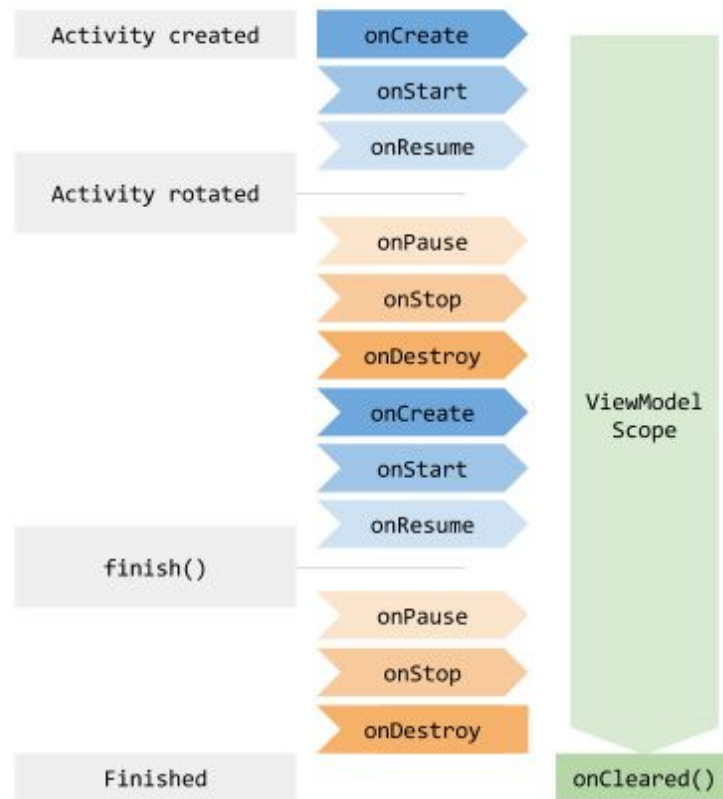 Activity created
onCreate
onStart
onResume
Activity rotated
onPause
onStop
onDestroy
onCreate
ViewModel
Scope
onStart
onResume
finish()
onPause
onStop
onDestroy
Finished
onCleared()